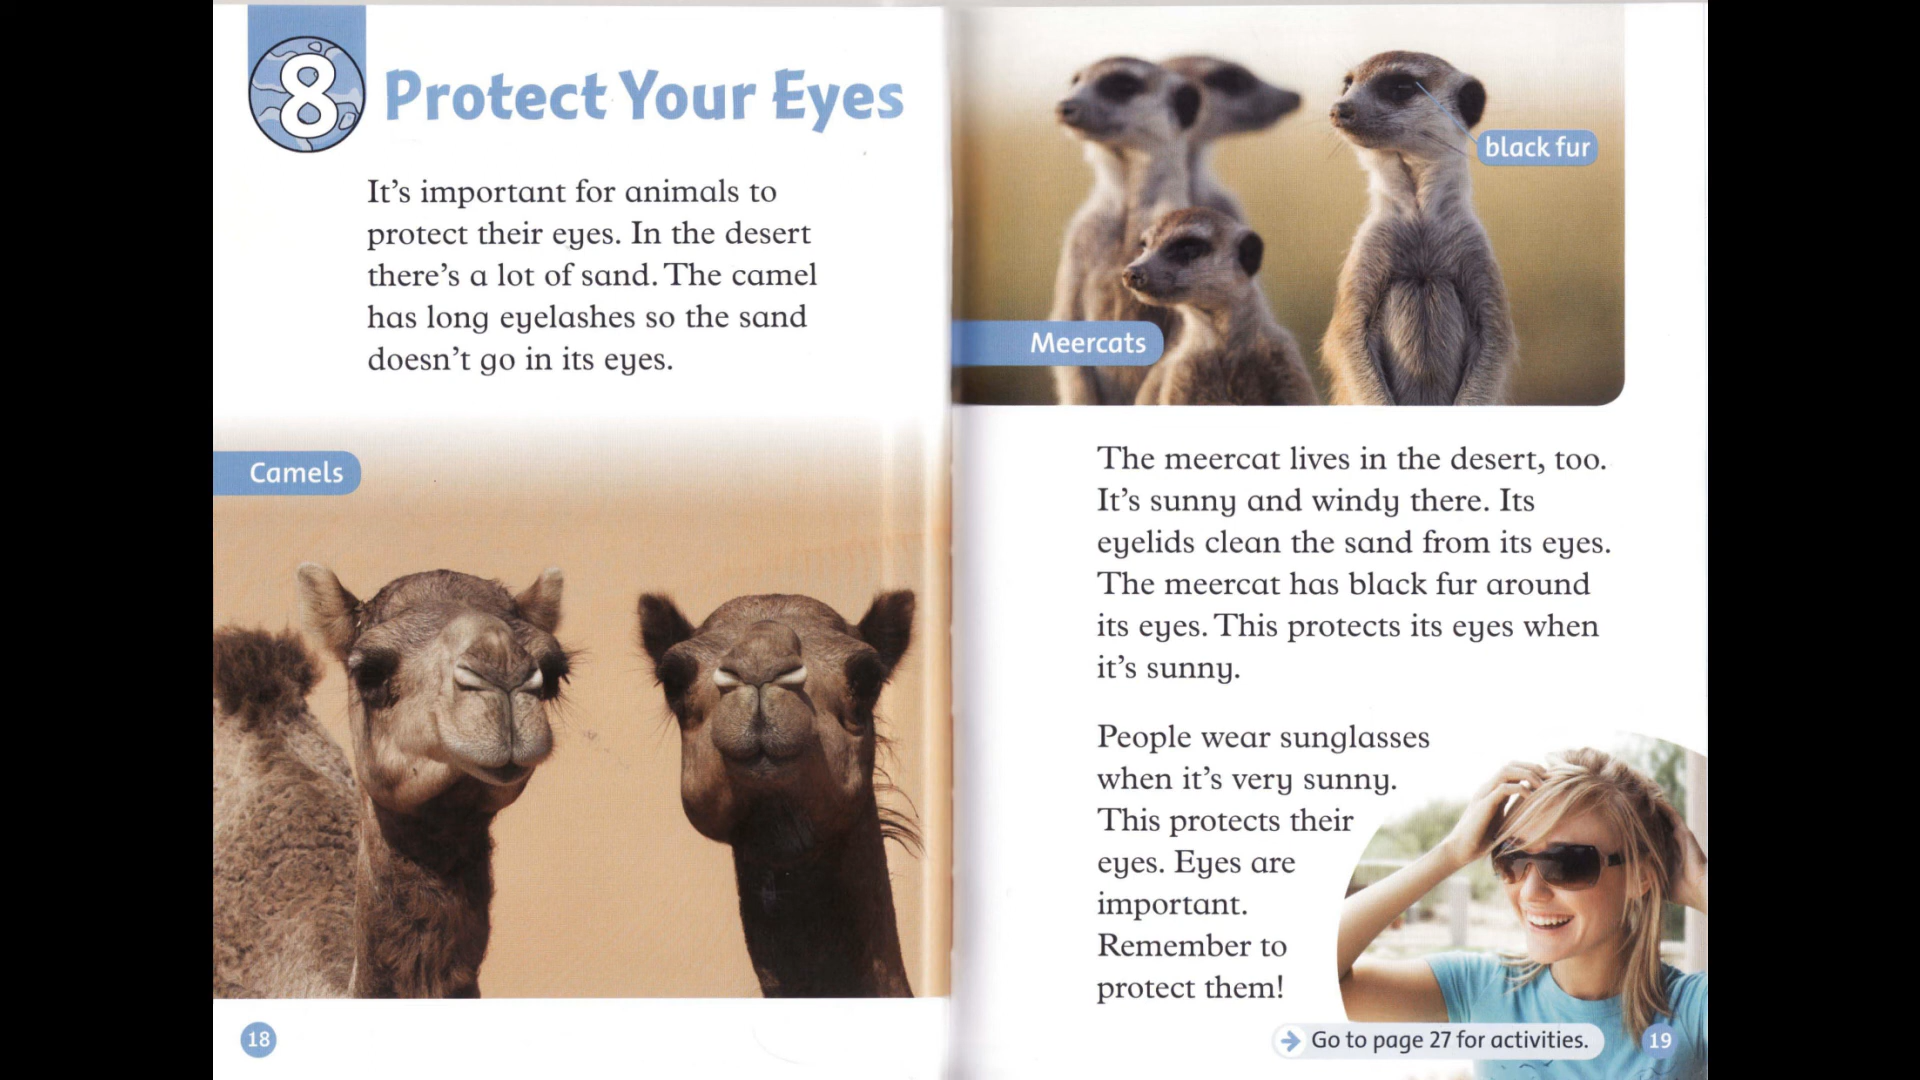 8 Protect Your Eyes
It's important for animals to
protect their eyes. In the desert
there's a lot of sand. The camel
has long eyelashes so the sand
doesn't go in its eyes.
Camels
18
black fur
Meercats
The meercat lives in the desert, too.
It's sunny and windy there. Its
eyelids clean the sand from its eyes.
The meercat has black fur around
its eyes. This protects its eyes when
it's sunny.
People wear sunglasses
when it's very sunny.
This protects their
eyes. Eyes are
important.
Remember to
protect them!
Go to page 27 for activities.
19